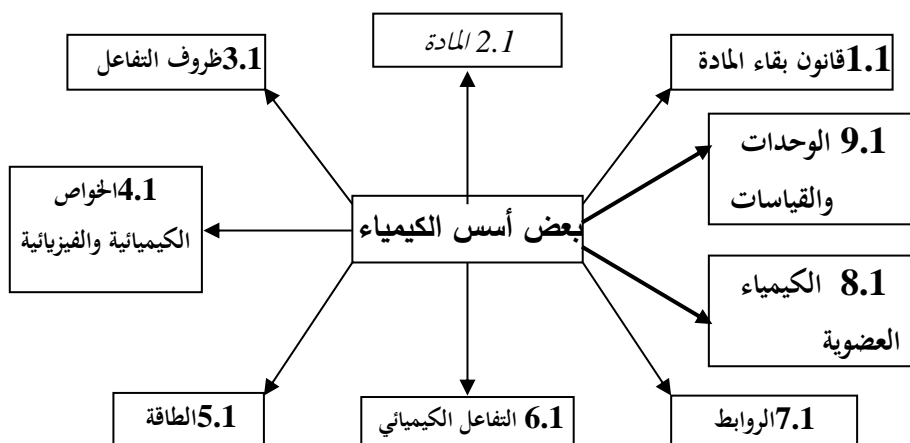 2.1 المادة
1.1قانون بقاء المادة
3.1ظروف التفاعل
9.1 الوحدات
والقياسات
4.1الخواص
الكيميائية والفيزيائية
بعض أسس الكيمياء
8.1 الكيمياء
العضوية
7.1الروابط
6.1 التفاعل الكيميائي
5.1الطاقة